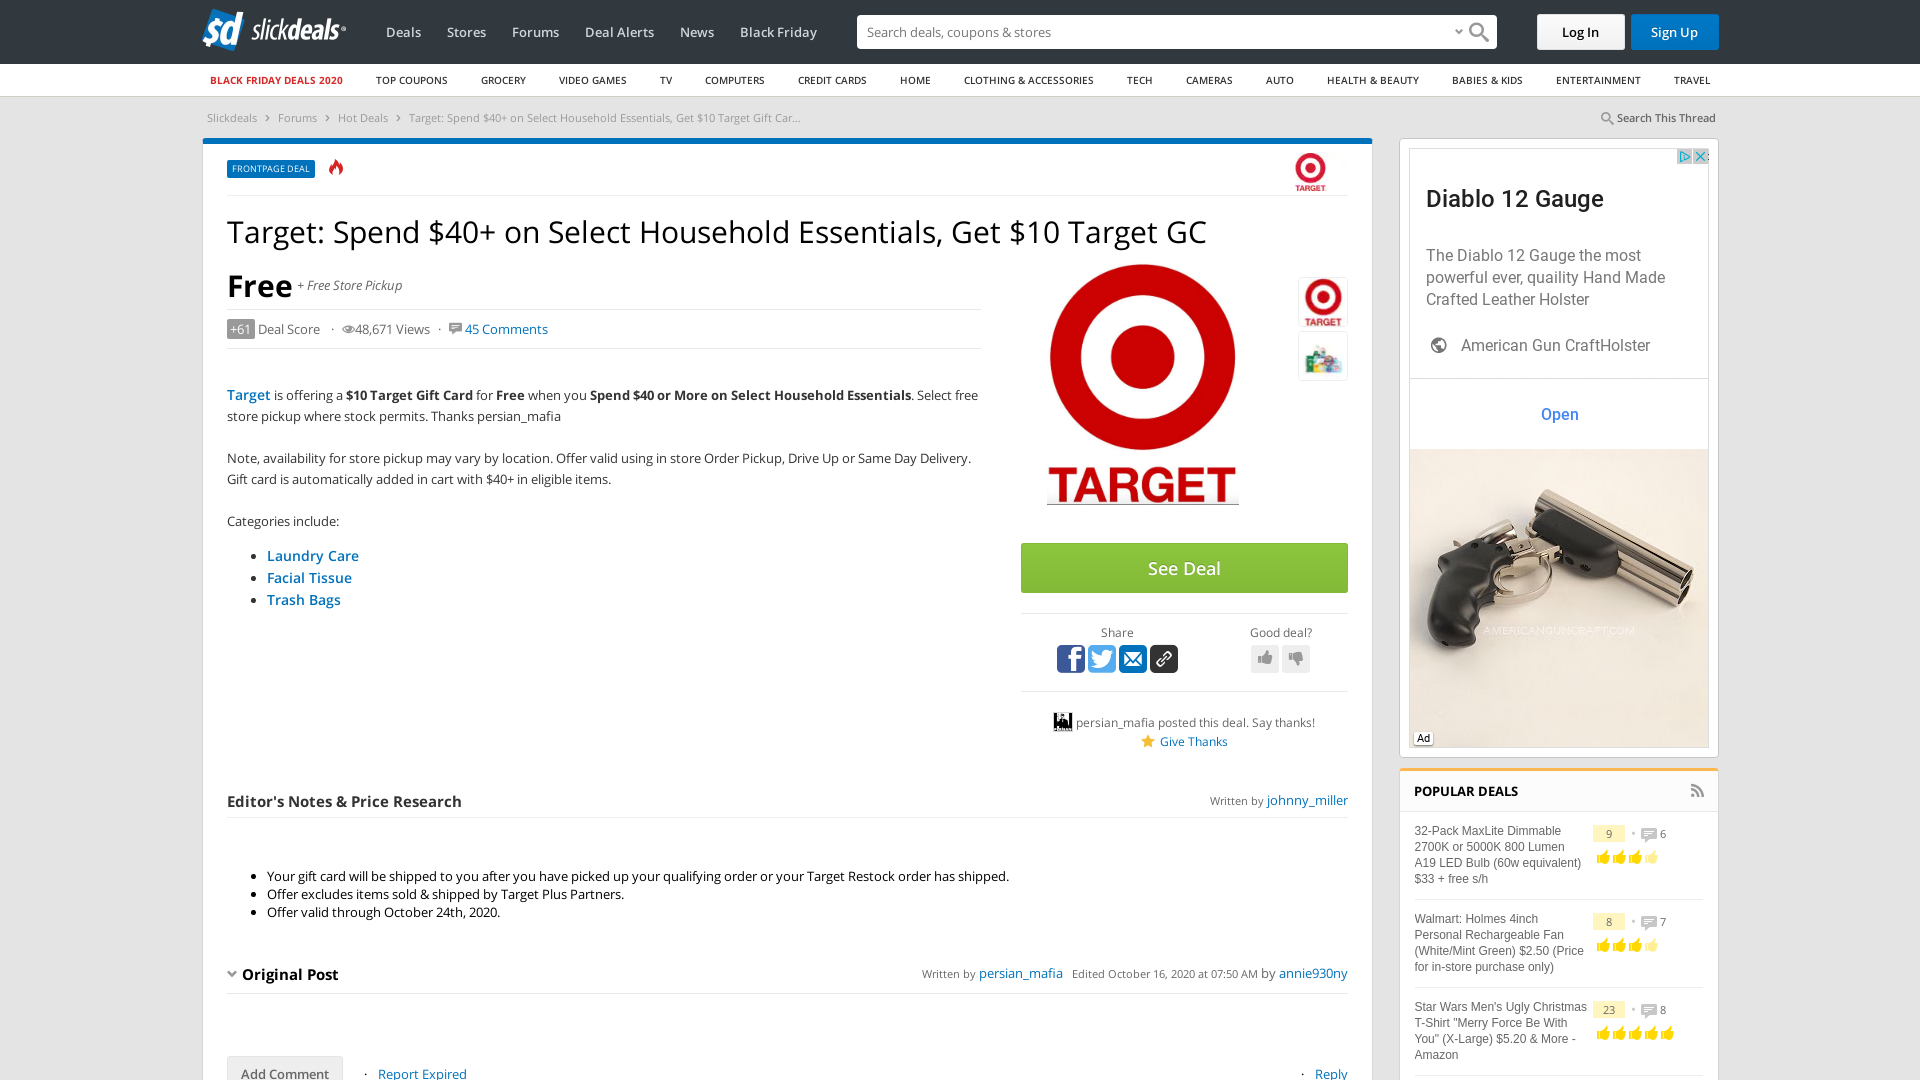 slickdeals
Deals
Stores
Forums
Deal Alerts
News
Black Friday
Search deals, coupons & shopping
Log In
Sign Up
BLACK FRIDAY DEALS 2020
TOP COUPONS
GROCERY
VIDEO GAMES
TV
COMPUTERS
CREDIT CARDS
HOME
CLOTHING & ACCESSORIES
TECH
CAMERAS
AUTO
HEALTH & BEAUTY
BABIES & KIDS
ENTERTAINMENT
TRAVEL
Slickdeals › Forums › Hot Deals › Target: Spend $40+ on Select Household Essentials, Get $10 Target Gift Car...
Search This Thread
FRONTPAGE DEAL
TARGET
Target: Spend $40+ on Select Household Essentials, Get $10 Target GC
Free + Free Store Pickup
+61 Deal Score · 48,671 Views · 45 Comments
Target is offering a $10 Target Gift Card for Free when you Spend $40 or More on Select Household Essentials. Select free
store pickup where stock permits. Thanks persian_mafia
Note, availability for store pickup may vary by location. Offer valid using in store Order Pickup, Drive Up or Same Day Delivery.
Gift card is automatically added in cart with $40+ in eligible items.
Categories include:
• Laundry Care
• Facial Tissue
• Trash Bags
TARGET
TARGET
See Deal
Share
Good deal?
persian_mafia posted this deal. Say thanks!
Give Thanks
Editor's Notes & Price Research
Written by johnny_miller
• Your gift card will be shipped to you after you have picked up your qualifying order or your Target Restock order has shipped.
• Offer excludes items sold & shipped by Target Plus Partners.
• Offer valid through October 24th, 2020.
Original Post
Written by persian_mafia Edited October 16, 2020 at 07:50 AM by annie930ny
Add Comment
· Report Expired
· Reply
Diablo 12 Gauge
The Diablo 12 Gauge the most
powerful ever, quaility Hand Made
Crafted Leather Holster
American Gun CraftHolster
Open
AMERICANGUNCRAFT.COM
Ad
POPULAR DEALS
32-Pack MaxLite Dimmable
2700K or 5000K 800 Lumen
A19 LED Bulb (60w equivalent)
$33 + free s/h
9 • 6
Walmart: Holmes 4inch
Personal Rechargeable Fan
(White/Mint Green) $2.50 (Price
for in-store purchase only)
8 • 7
Star Wars Men's Ugly Christmas
T-Shirt "Merry Force Be With
You" (X-Large) $5.20 & More -
Amazon
23 • 8